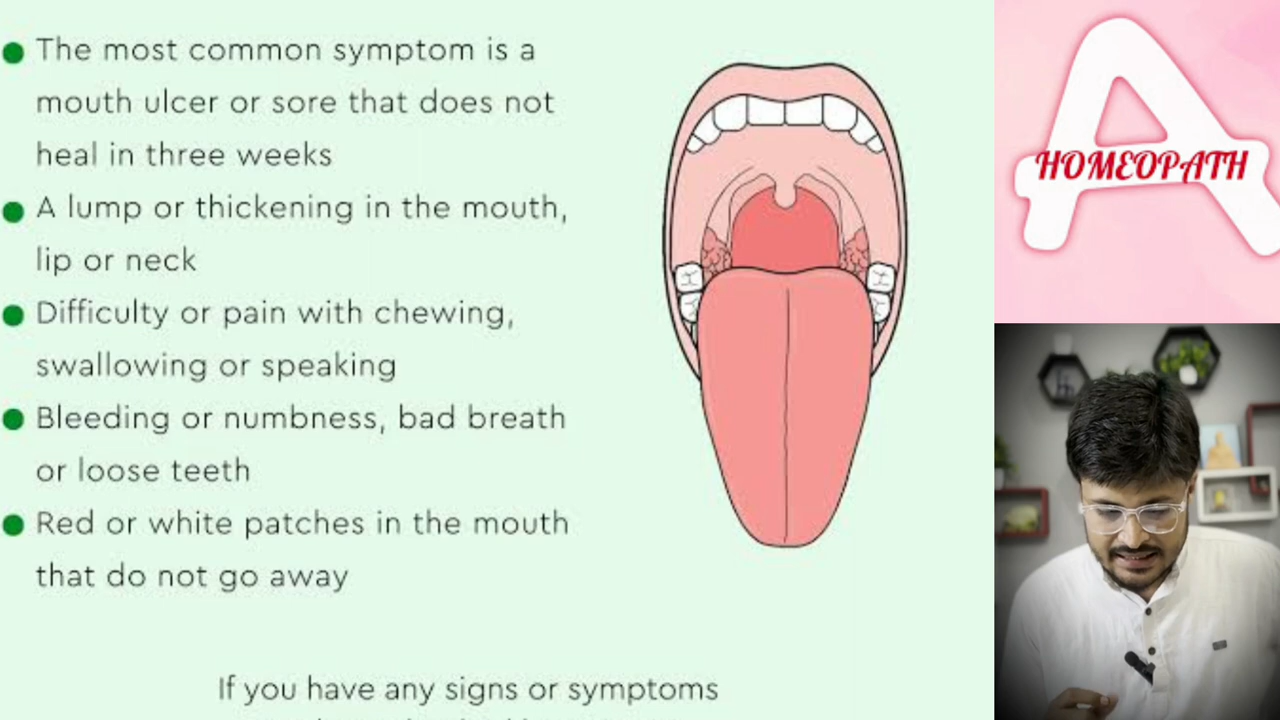 The most common symptom is a
mouth ulcer or sore that does not
heal in three weeks
A lump or thickening in the mouth,
lip or neck
Difficulty or pain with chewing,
swallowing or speaking
Bleeding or numbness, bad breath
or loose teeth
Red or white patches in the mouth
that do not go away
If you have any signs or symptoms
A
HOMEOPATH